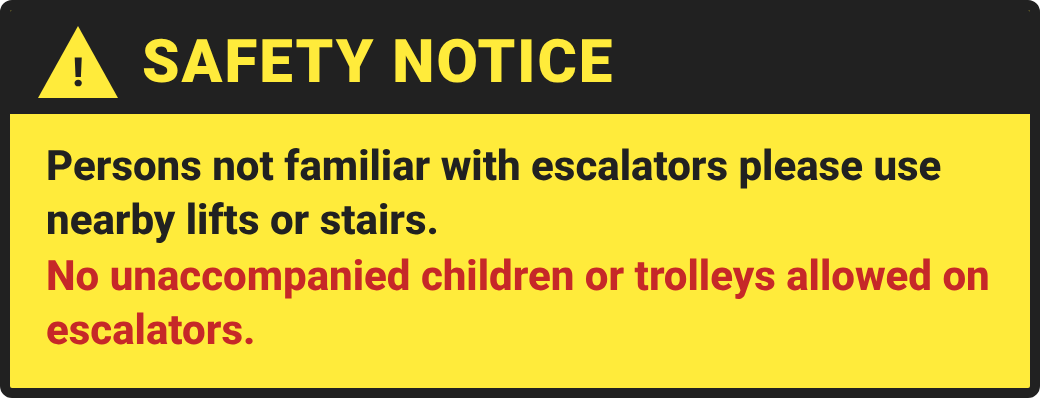 SAFETY NOTICE
Persons not familiar with escalators please use
nearby lifts or stairs.
No unaccompanied children or trolleys allowed on
escalators.